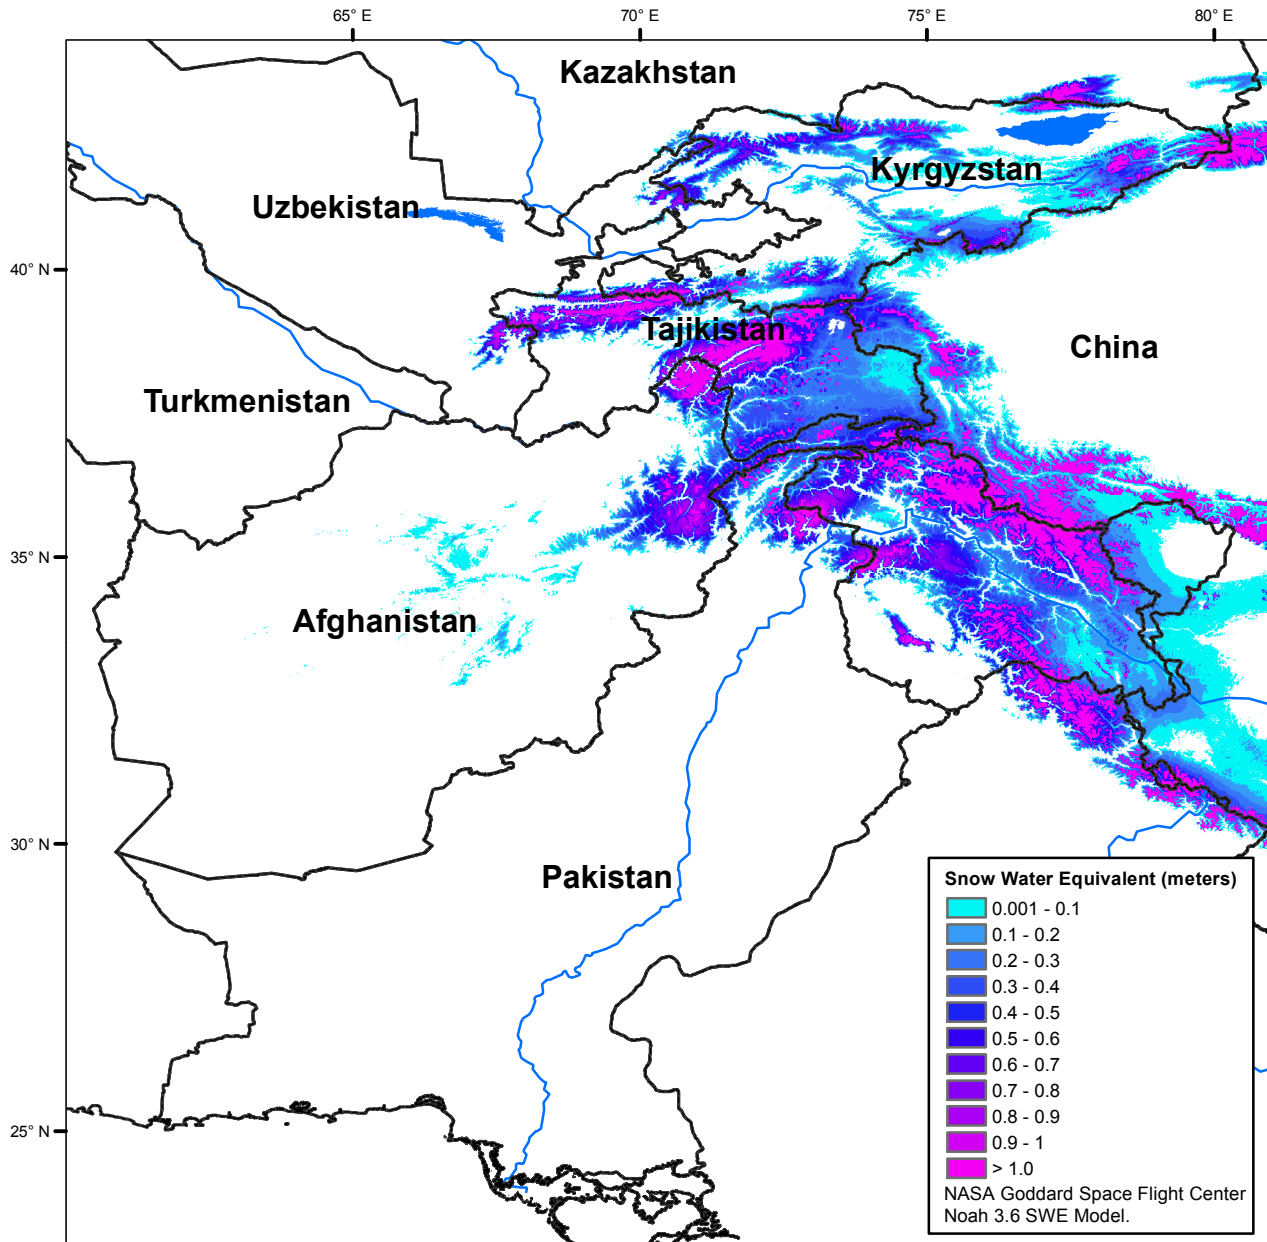 65° E
70° E
75° E
80° E
Kazakhstan
Kyrgyzstan
Uzbekistan
40° N
Tajikistan
China
Turkmenistan
35° N
Afghanistan
30° N
Pakistan
25° N
Snow Water Equivalent (meters)
0.001 - 0.1
0.1 - 0.2
0.2 - 0.3
0.3 - 0.4
0.4 - 0.5
0.5 - 0.6
0.6 - 0.7
0.7 - 0.8
0.8 - 0.9
0.9 - 1
> 1.0
NASA Goddard Space Flight Center
Noah 3.6 SWE Model.